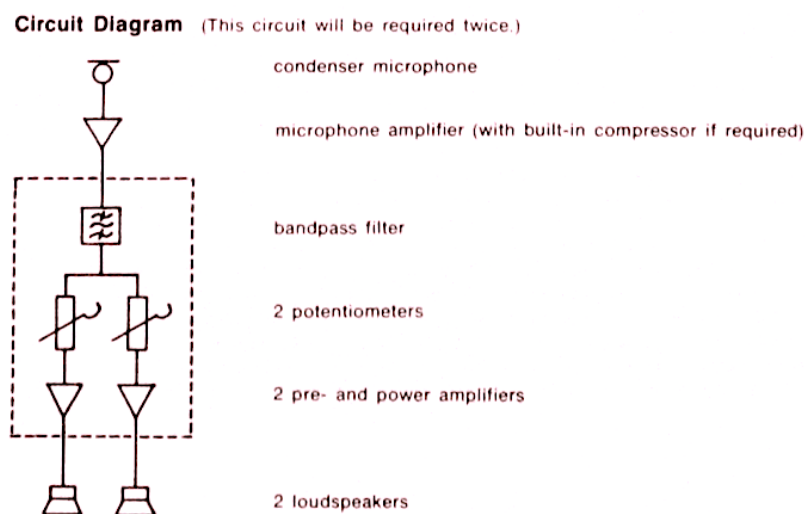 Circuit Diagram (This circuit will be required twice.)
condenser microphone
microphone amplifier (with built-in compressor if required)
bandpass filter
2 potentiometers
2 pre- and power amplifiers
2 loudspeakers